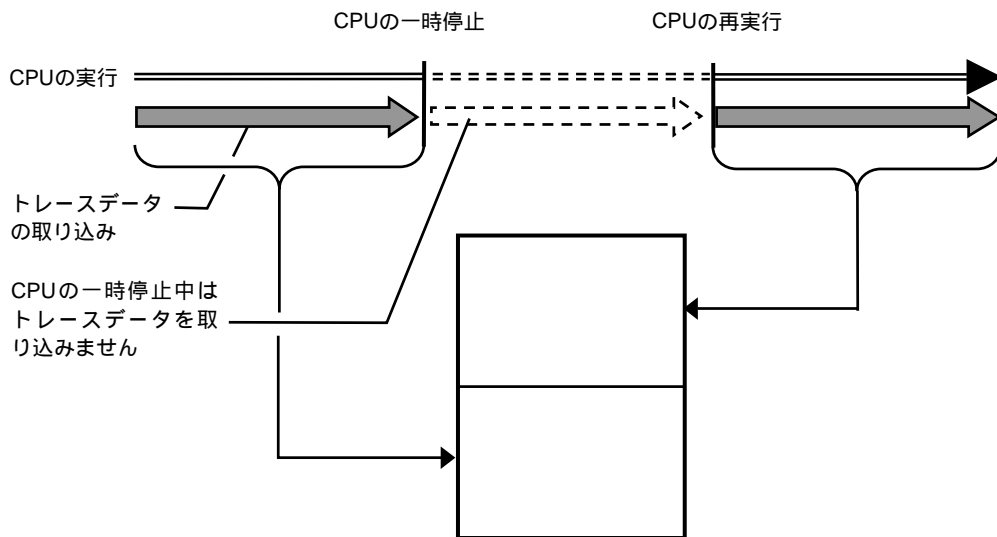 CPUの一時停止
CPUの再実行
CPUの実行
トレースデータ
の取り込み
CPUの一時停止中は
トレースデータを取
り込みません